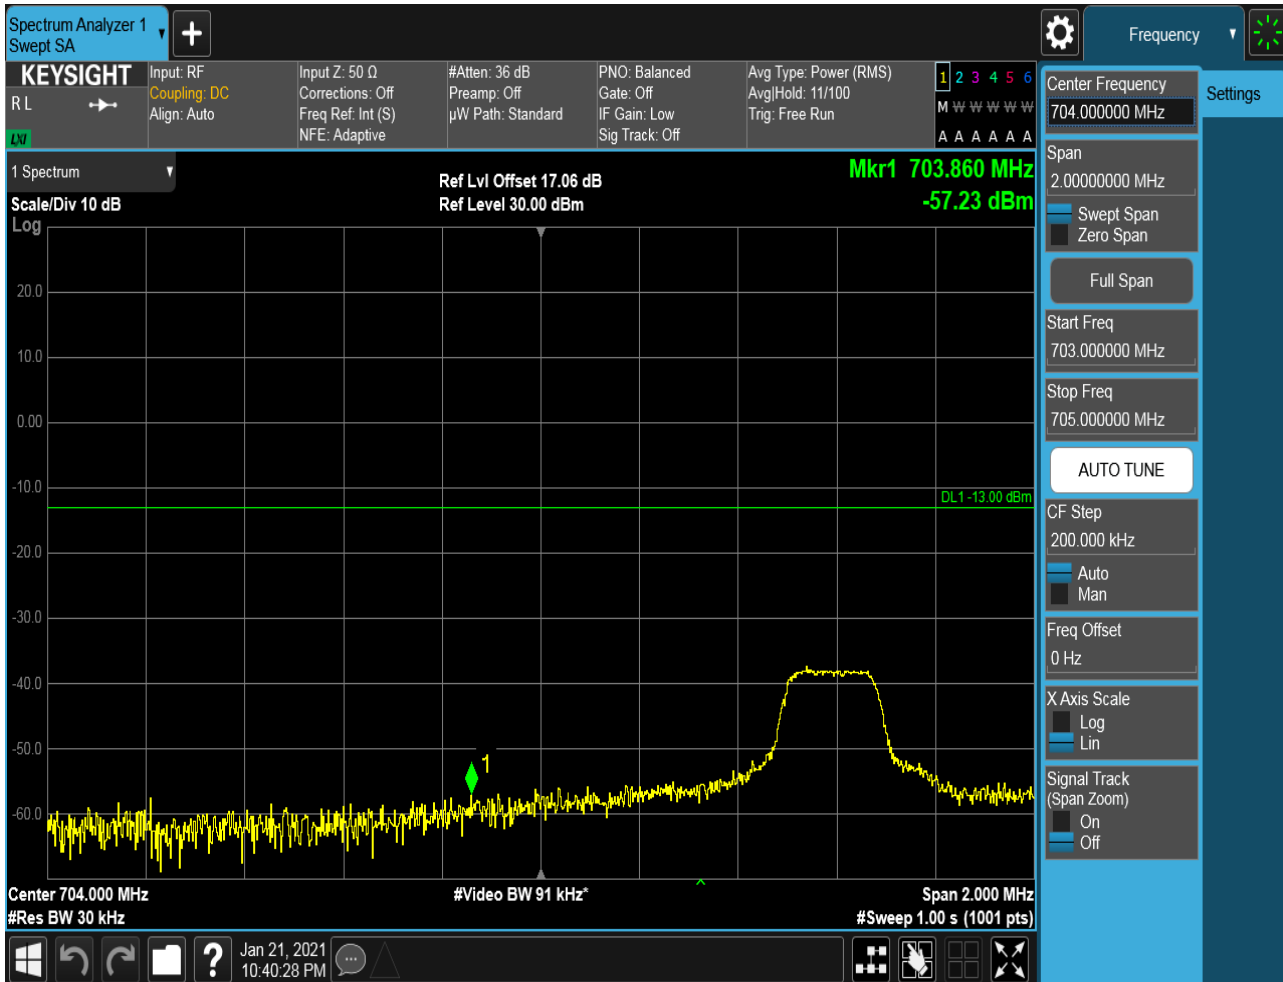 Spectrum Analyzer 1
Swept SA
+
Frequency
KEYSIGHT
R L
LXI
Input: RF
Coupling: DC
Align: Auto
Input Z: 50 Ω
Corrections: Off
Freq Ref: Int (S)
NFE: Adaptive
#Atten: 36 dB
Preamp: Off
µW Path: Standard
PNO: Balanced
Gate: Off
IF Gain: Low
Sig Track: Off
Avg Type: Power (RMS)
Avg|Hold: 11/100
Trig: Free Run
1 2 3 4 5 6
M W W W W W
A A A A A A
1 Spectrum
Scale/Div 10 dB
Log
Ref Lvl Offset 17.06 dB
Ref Level 30.00 dBm
Mkr1 703.860 MHz
-57.23 dBm
20.0
10.0
0.00
-10.0
DL1 -13.00 dBm
-20.0
-30.0
-40.0
-50.0
1
-60.0
Center 704.000 MHz
#Video BW 91 kHz*
Span 2.000 MHz
#Res BW 30 kHz
#Sweep 1.00 s (1001 pts)
?
Jan 21, 2021
10:40:28 PM
Center Frequency
704.000000 MHz
Settings
Span
2.00000000 MHz
Swept Span
Zero Span
Full Span
Start Freq
703.000000 MHz
Stop Freq
705.000000 MHz
AUTO TUNE
CF Step
200.000 kHz
Auto
Man
Freq Offset
0 Hz
X Axis Scale
Log
Lin
Signal Track
(Span Zoom)
On
Off